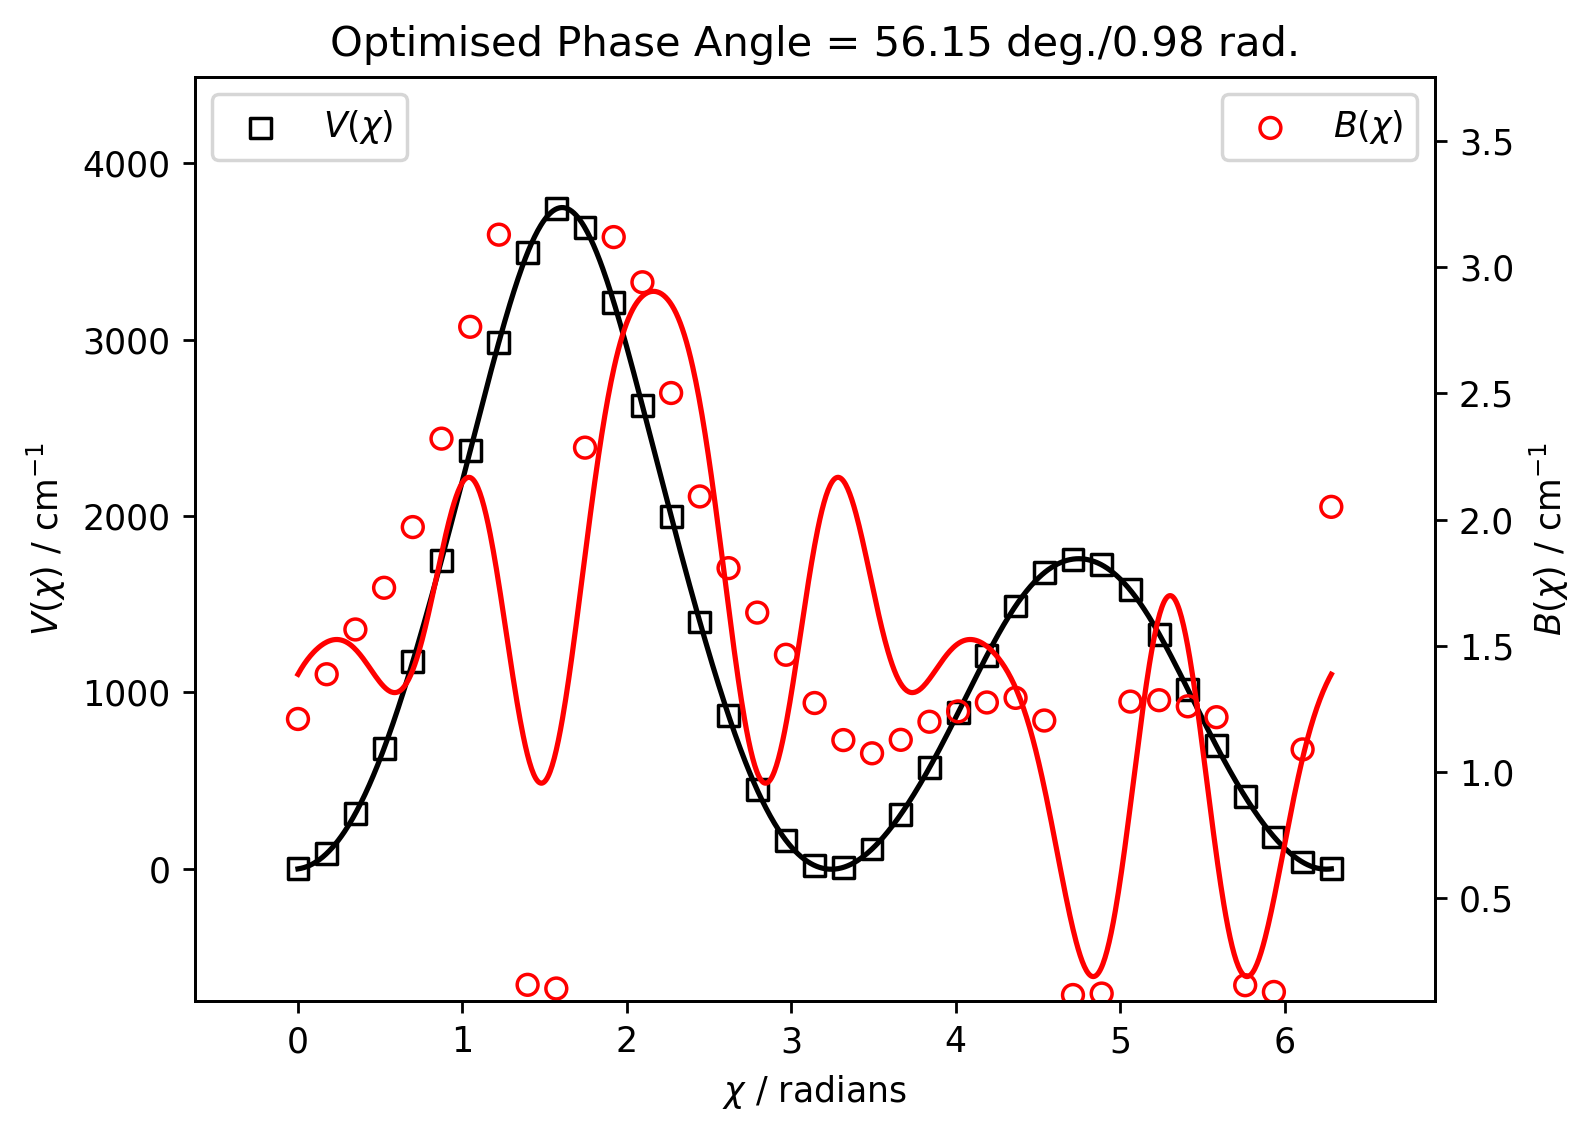 Optimised Phase Angle = 56.15 deg./0.98 rad.
V(χ)
B(χ)
4000
3000
2000
1000
0
V(χ) / cm⁻¹
3.5
3.0
2.5
2.0
1.5
1.0
0.5
B(χ) / cm⁻¹
0 1 2 3 4 5 6
χ / radians